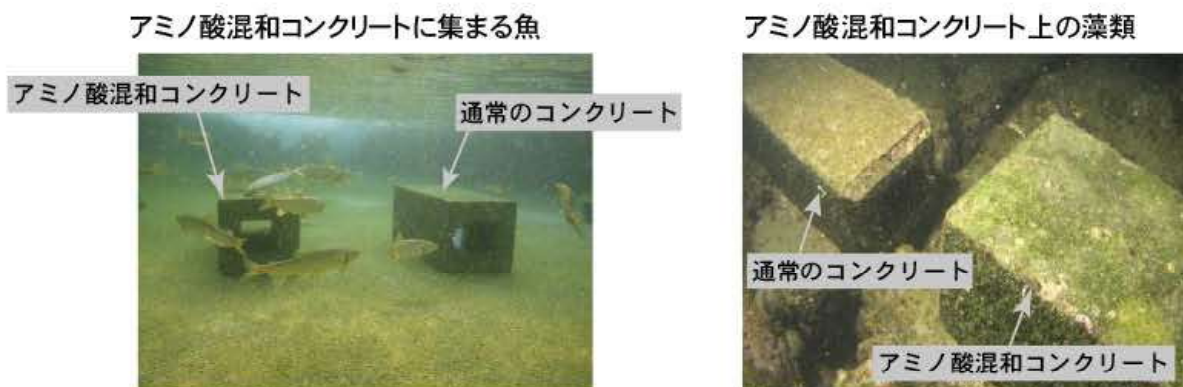 アミノ酸混和コンクリートに集まる魚
アミノ酸混和コンクリート
通常のコンクリート
アミノ酸混和コンクリート上の藻類
通常のコンクリート
アミノ酸混和コンクリート